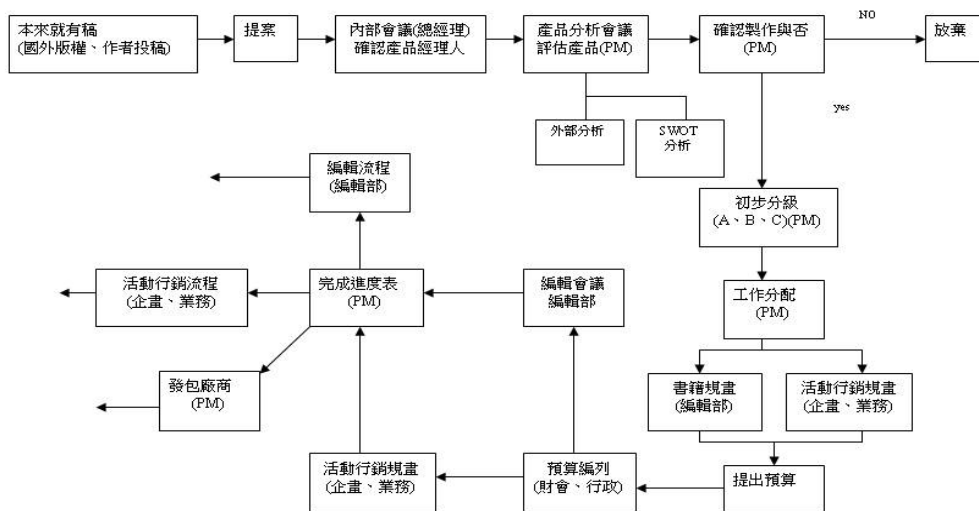 本來就有稿
(國外版權、作者投稿)
提案
內部會議(總經理)
確認產品經理人
產品分析會議
評估產品(PM)
確認製作與否
(PM)
NO
放棄
yes
外部分析
SWOT
分析
編輯流程
(編輯部)
初步分級
(A、B、C)(PM)
活動行銷流程
(企畫、業務)
完成進度表
(PM)
編輯會議
編輯部
工作分配
(PM)
發包廠商
(PM)
書籍規畫
(編輯部)
活動行銷規畫
(企畫、業務)
活動行銷規畫
(企畫、業務)
預算編列
(財會、行政)
提出預算